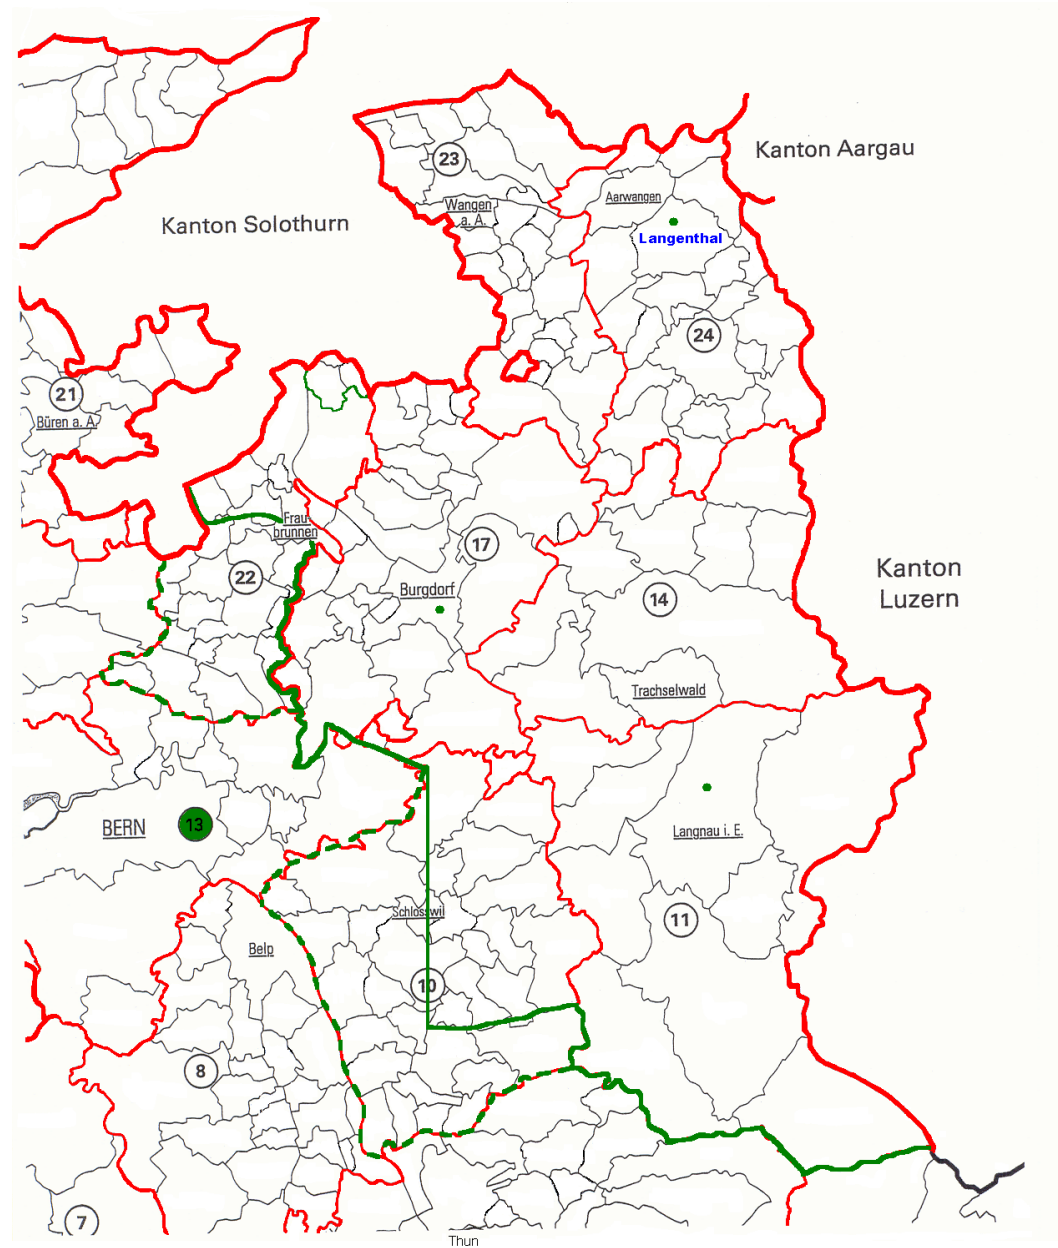 Kanton Aargau
23
Wangen
a. A.
Aarwangen
Kanton Solothurn
Langenthal
24
21
Büren a. A.
Frau-
brunnen
17
22
Burgdorf
14
Kanton
Luzern
Trachselwald
13
BERN
Langnau i. E.
Schlosswil
11
Belp
10
8
7
Thun